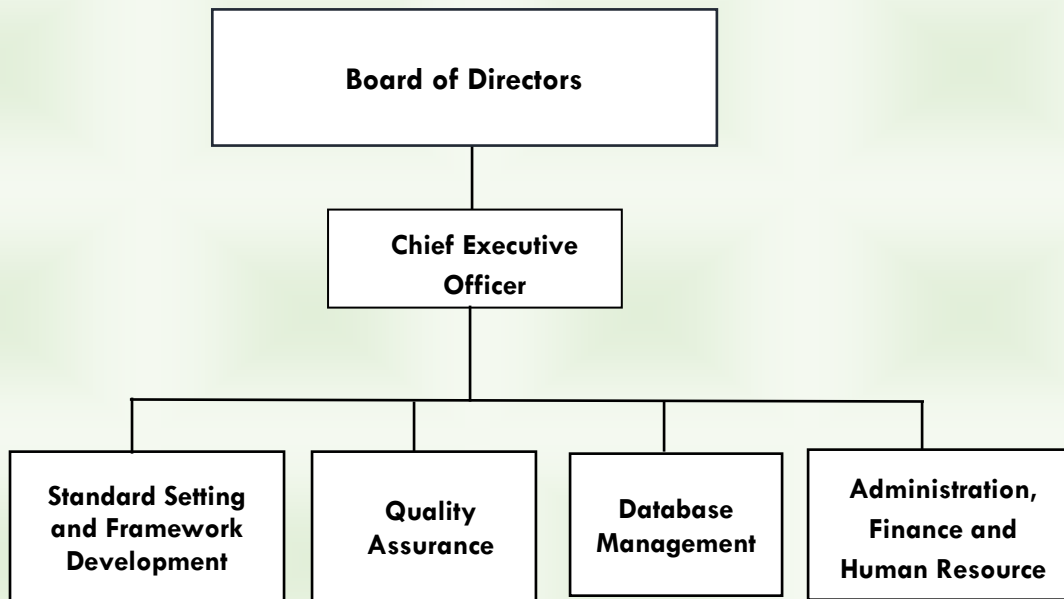 Board of Directors
Chief Executive
Officer
Standard Setting
and Framework
Development
Quality
Assurance
Database
Management
Administration,
Finance and
Human Resource